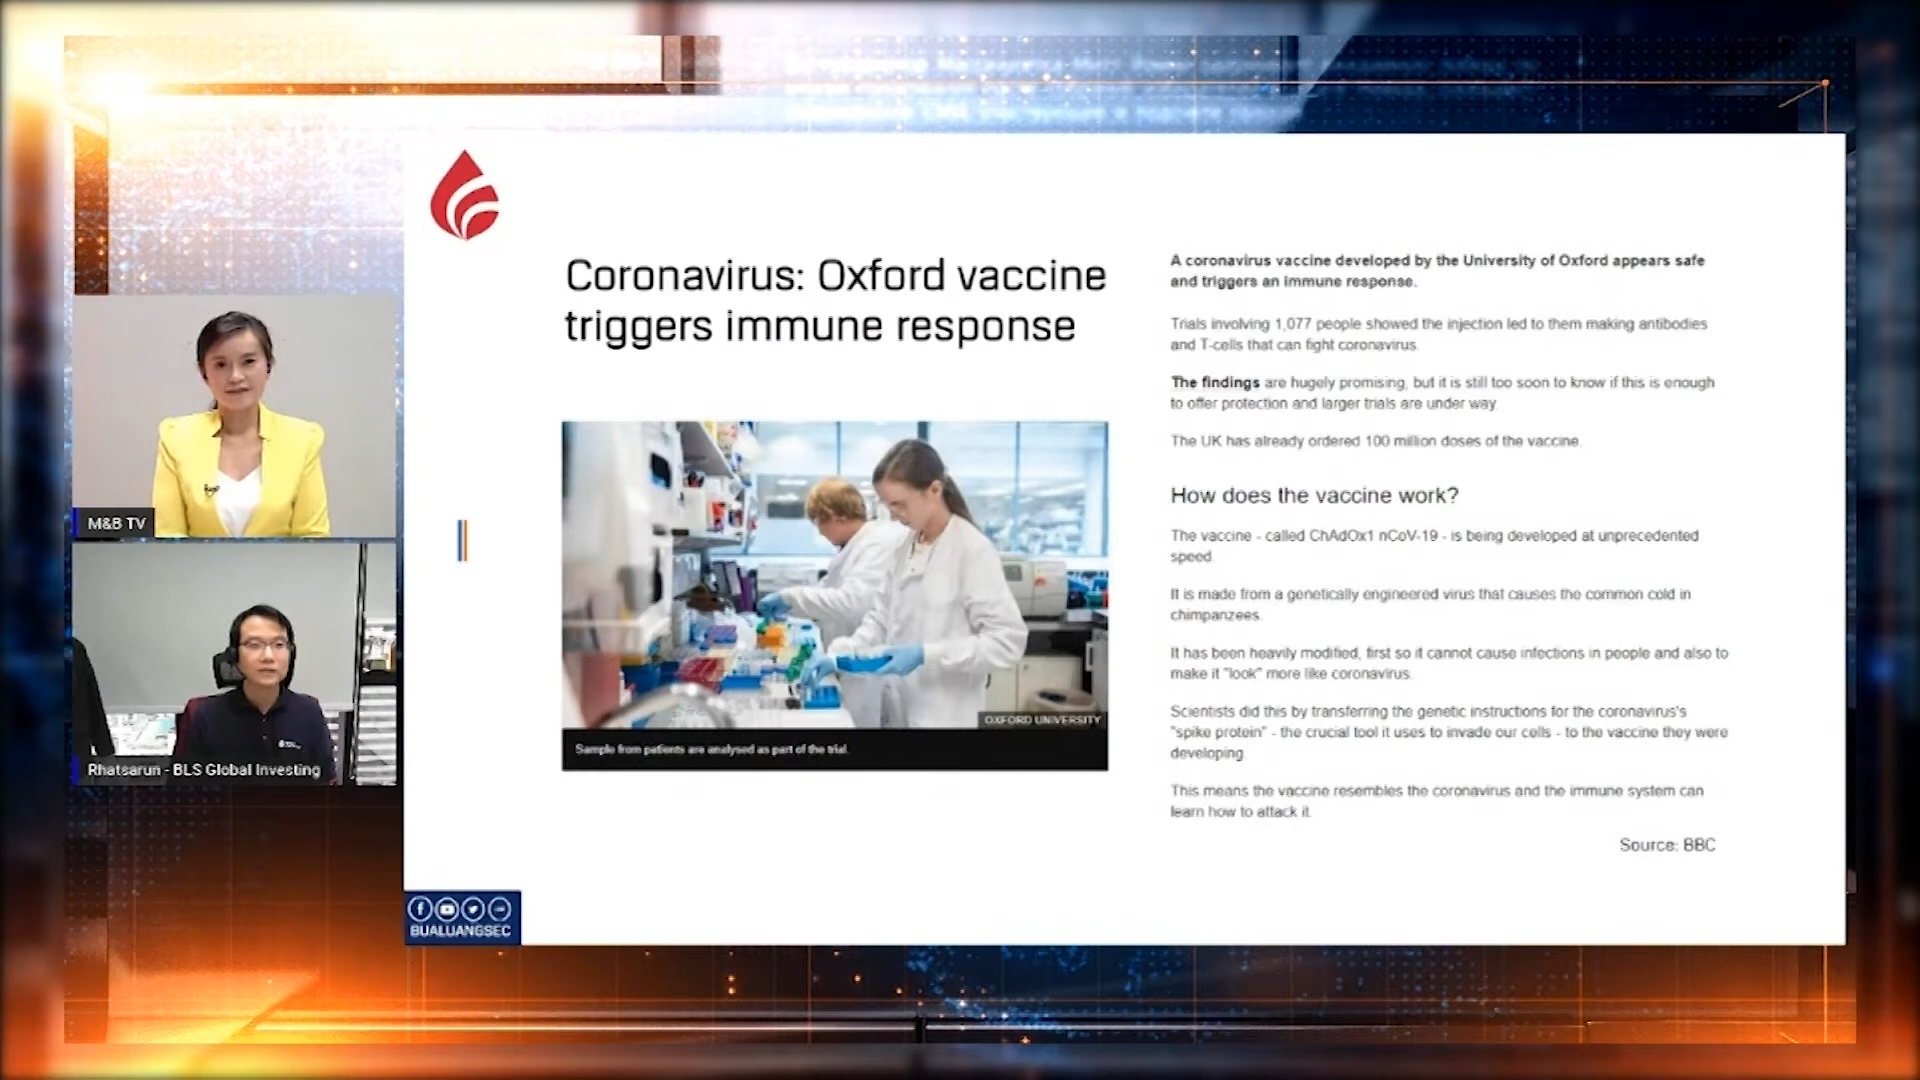 Coronavirus: Oxford vaccine
triggers immune response
OXFORD UNIVERSITY
Sample from patients are analysed as part of the trial.
A coronavirus vaccine developed by the University of Oxford appears safe
and triggers an immune response.
Trials involving 1,077 people showed the injection led to them making antibodies
and T-cells that can fight coronavirus.
The findings are hugely promising, but it is still too soon to know if this is enough
to offer protection and larger trials are under way.
The UK has already ordered 100 million doses of the vaccine.
How does the vaccine work?
The vaccine - called ChAdOx1 nCoV-19 - is being developed at unprecedented
speed.
It is made from a genetically engineered virus that causes the common cold in
chimpanzees.
It has been heavily modified, first so it cannot cause infections in people and also to
make it "look" more like coronavirus.
Scientists did this by transferring the genetic instructions for the coronavirus's
"spike protein" - the crucial tool it uses to invade our cells - to the vaccine they were
developing.
This means the vaccine resembles the coronavirus and the immune system can
learn how to attack it.
Source: BBC
M&B TV
Rhatsarun - BLS Global Investing
BUALUANGSEC